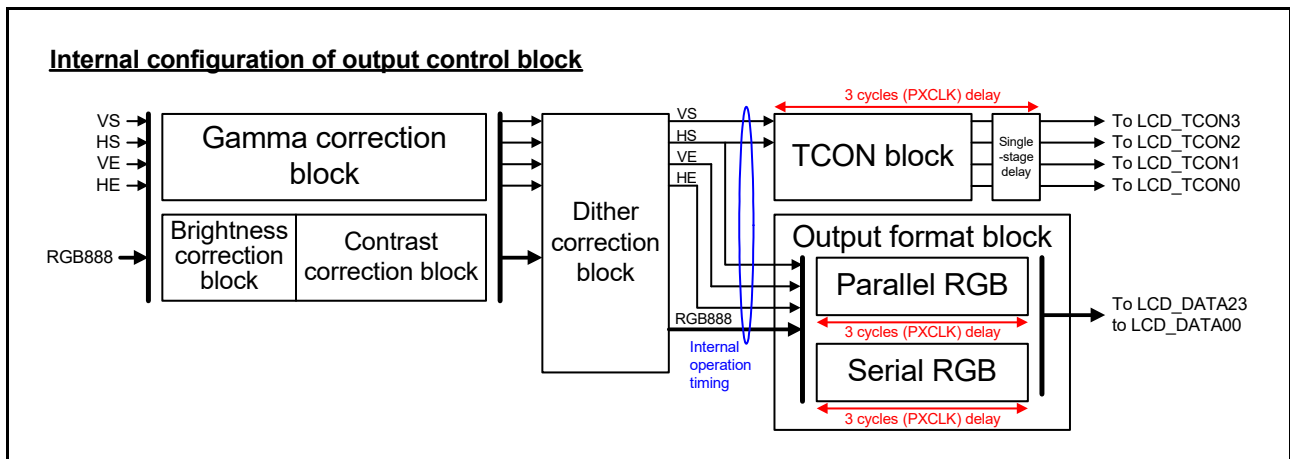 Internal configuration of output control block
VS
HS
VE
HE
RGB888
Gamma correction
block
Brightness
correction
block
Contrast
correction block
Dither
correction
block
VS
HS
VE
HE
RGB888
Internal
operation
timing
3 cycles (PXCLK) delay
TCON block
Single
-stage
delay
To LCD_TCON3
To LCD_TCON2
To LCD_TCON1
To LCD_TCON0
Output format block
Parallel RGB
3 cycles (PXCLK) delay
Serial RGB
3 cycles (PXCLK) delay
To LCD_DATA23
to LCD_DATA00